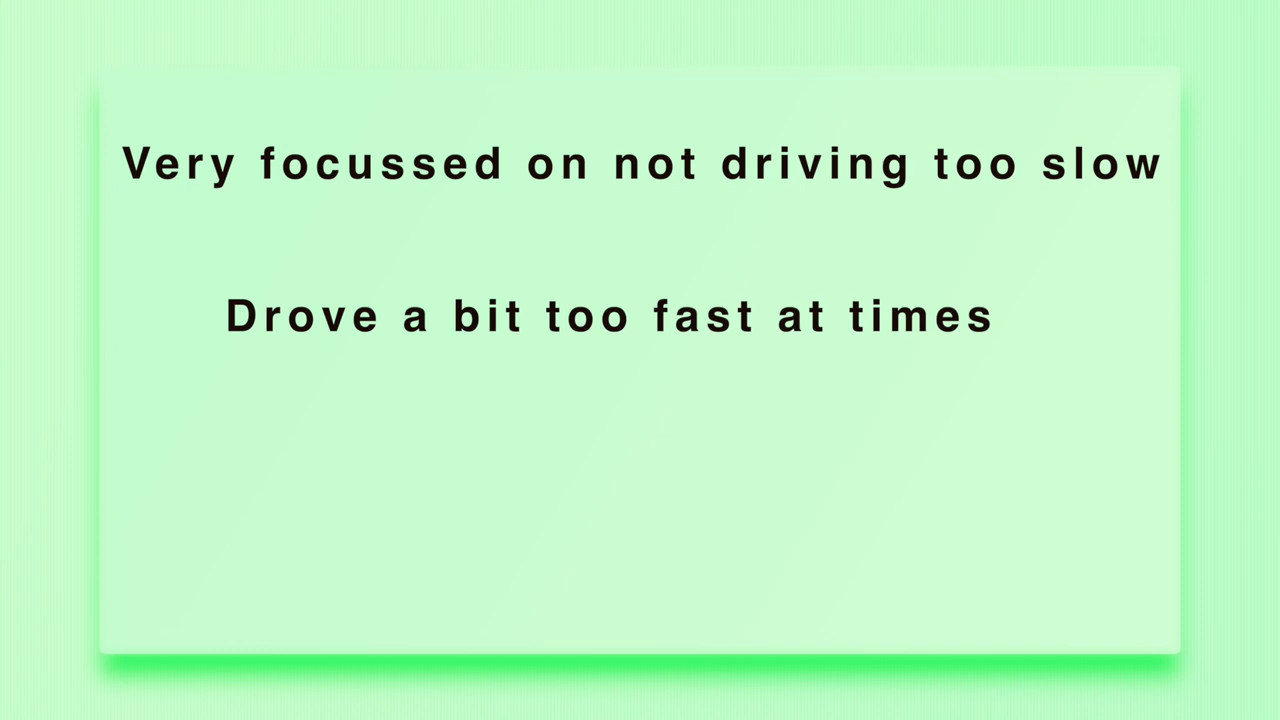 Very focussed on not driving too slow
Drove a bit too fast at times